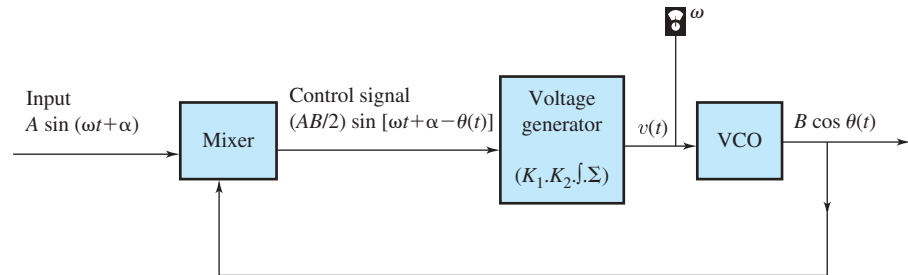 ω
Input
A sin (ωt+α)
Mixer
Control signal
(AB/2) sin [ωt+α−θ(t)]
Voltage
generator
(K₁.K₂.∫.Σ)
v(t)
VCO
B cos θ(t)